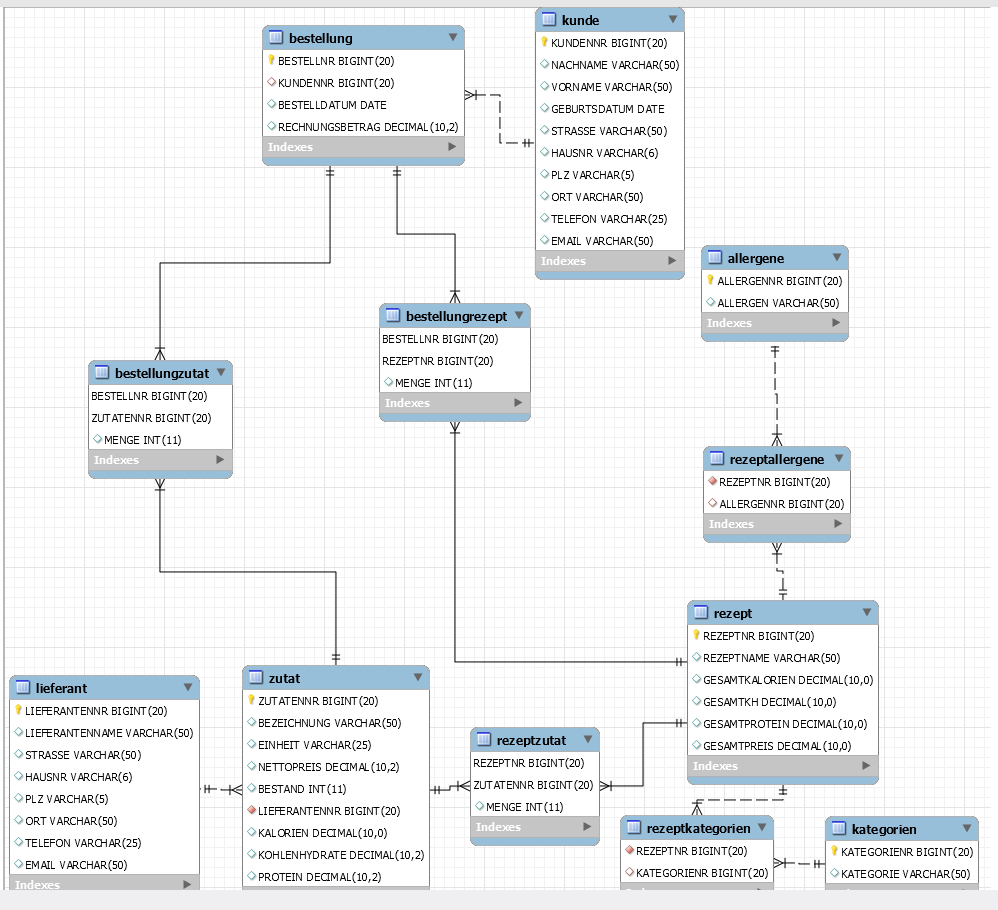 bestellung
BESTELLNR BIGINT(20)
KUNDENNR BIGINT(20)
BESTELLDATUM DATE
RECHNUNGSBETRAG DECIMAL(10,2)
Indexes
kunde
KUNDENNR BIGINT(20)
NACHNAME VARCHAR(50)
VORNAME VARCHAR(50)
GEBURTSDATUM DATE
STRASSE VARCHAR(50)
HAUSNR VARCHAR(6)
PLZ VARCHAR(5)
ORT VARCHAR(50)
TELEFON VARCHAR(25)
EMAIL VARCHAR(50)
Indexes
allergene
ALLERGENNR BIGINT(20)
ALLERGEN VARCHAR(50)
Indexes
bestellungrezept
BESTELLNR BIGINT(20)
REZEPTNR BIGINT(20)
MENGE INT(11)
Indexes
bestellungzutat
BESTELLNR BIGINT(20)
ZUTATENNR BIGINT(20)
MENGE INT(11)
Indexes
rezeptallergene
REZEPTNR BIGINT(20)
ALLERGENNR BIGINT(20)
Indexes
rezept
REZEPTNR BIGINT(20)
REZEPTNAME VARCHAR(50)
GESAMTKALORIEN DECIMAL(10,0)
GESAMTKH DECIMAL(10,0)
GESAMTPROTEIN DECIMAL(10,0)
GESAMTPREIS DECIMAL(10,0)
Indexes
lieferant
LIEFERANTENNR BIGINT(20)
LIEFERANTENNAME VARCHAR(50)
STRASSE VARCHAR(50)
HAUSNR VARCHAR(6)
PLZ VARCHAR(5)
ORT VARCHAR(50)
TELEFON VARCHAR(25)
EMAIL VARCHAR(50)
Indexes
zutat
ZUTATENNR BIGINT(20)
BEZEICHNUNG VARCHAR(50)
EINHEIT VARCHAR(25)
NETTOPREIS DECIMAL(10,2)
BESTAND INT(11)
LIEFERANTENNR BIGINT(20)
KALORIEN DECIMAL(10,0)
KOHLENHYDRATE DECIMAL(10,2)
PROTEIN DECIMAL(10,2)
rezeptzutat
REZEPTNR BIGINT(20)
ZUTATENNR BIGINT(20)
MENGE INT(11)
Indexes
rezeptkategorien
REZEPTNR BIGINT(20)
KATEGORIENR BIGINT(20)
kategorien
KATEGORIENR BIGINT(20)
KATEGORIE VARCHAR(50)